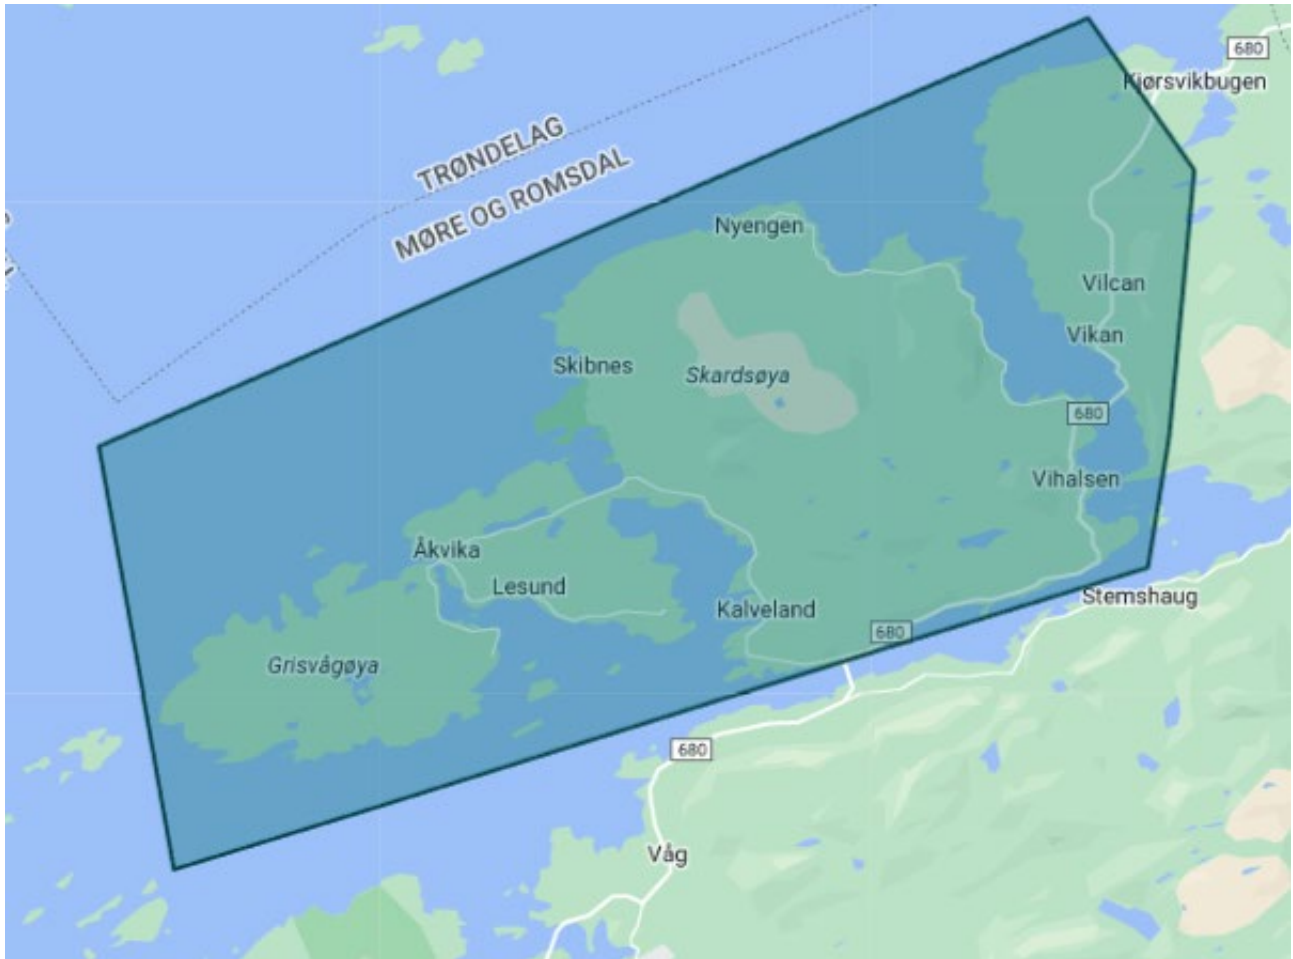 680
Kjørsvikbugen
TRØNDELAG
MØRE OG ROMSDAL
Nyengen
Vilcan
Vikan
Skibnes
Skardsøya
680
Vihalsen
Åkvika
Lesund
Stemshaug
Kalveland
680
Grisvågøya
680
Våg